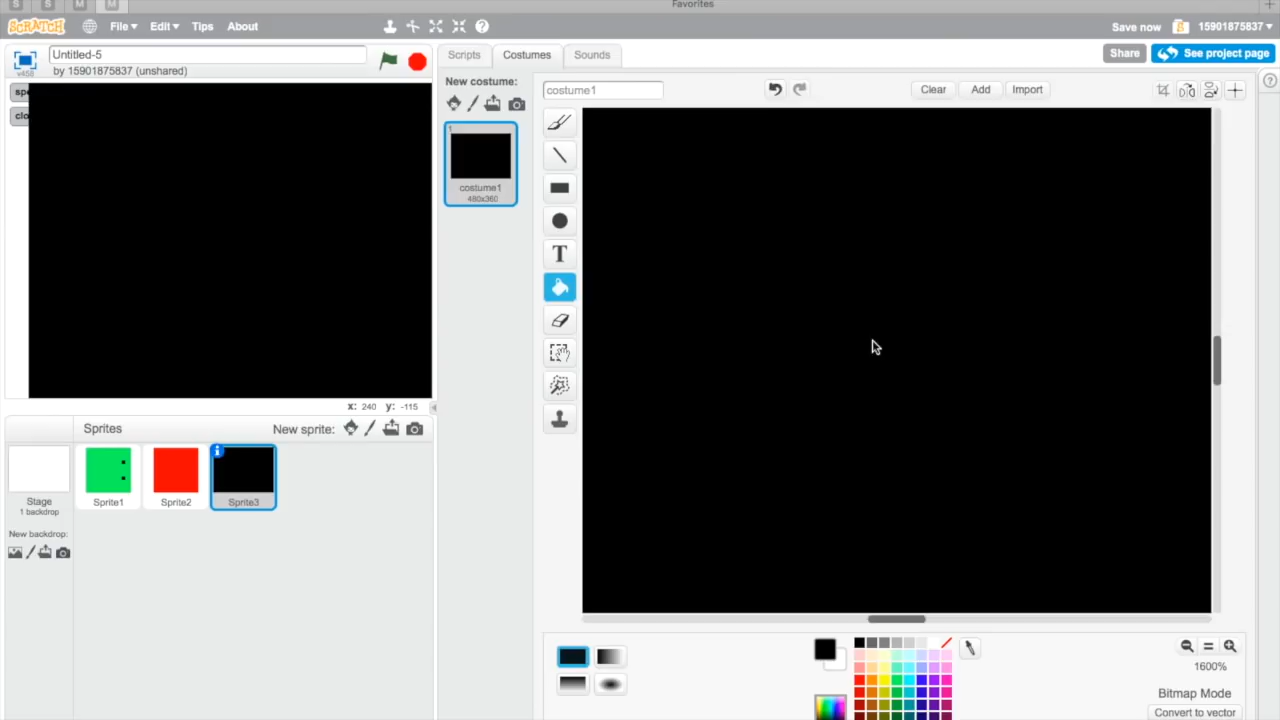 Favorites
SCRATCH
File
Edit
Tips
About
Save now
15901875837
Untitled-5
by 15901875837 (unshared)
v458
Scripts
Costumes
Sounds
Share
See project page
New costume:
costume1
Clear
Add
Import
1
costume1
480x360
x: 240 y: -115
Sprites
New sprite:
Stage
1 backdrop
New backdrop:
Sprite1
Sprite2
Sprite3
1600%
Bitmap Mode
Convert to vector